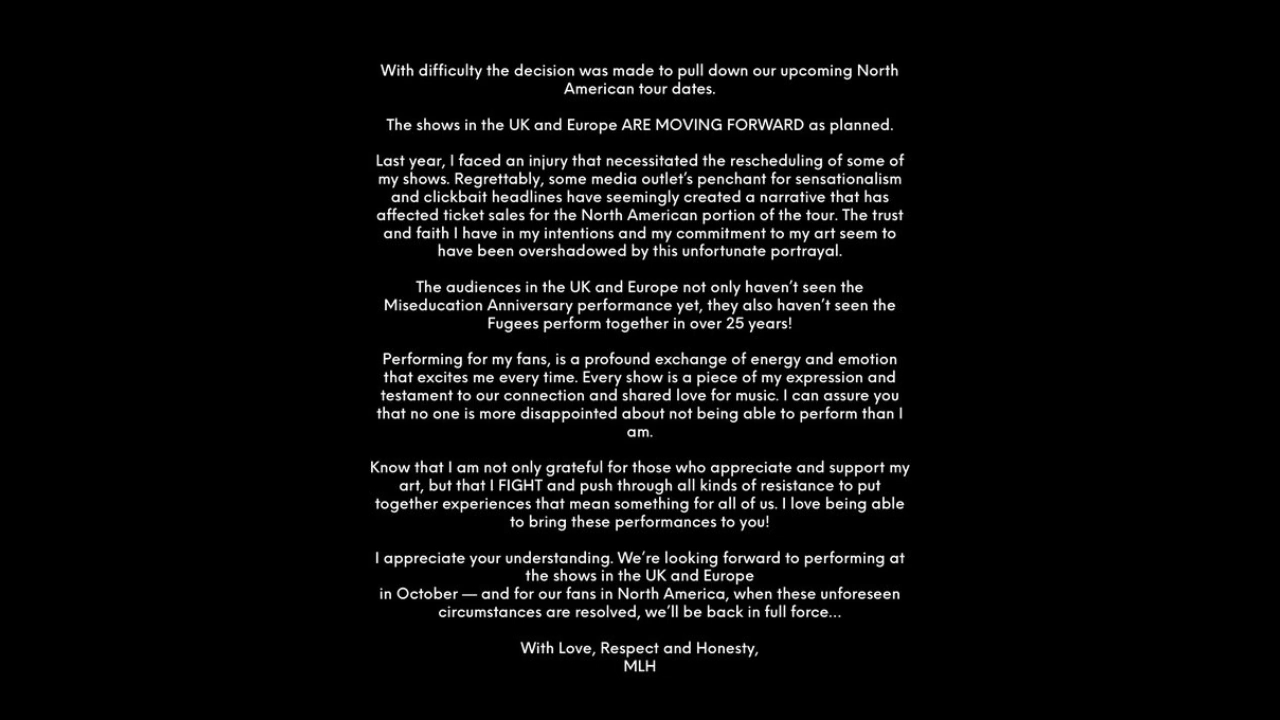 With difficulty the decision was made to pull down our upcoming North
American tour dates.
The shows in the UK and Europe ARE MOVING FORWARD as planned.
Last year, I faced an injury that necessitated the rescheduling of some of
my shows. Regrettably, some media outlet's penchant for sensationalism
and clickbait headlines have seemingly created a narrative that has
affected ticket sales for the North American portion of the tour. The trust
and faith I have in my intentions and my commitment to my art seem to
have been overshadowed by this unfortunate portrayal.
The audiences in the UK and Europe not only haven't seen the
Miseducation Anniversary performance yet, they also haven't seen the
Fugees perform together in over 25 years!
Performing for my fans, is a profound exchange of energy and emotion
that excites me every time. Every show is a piece of my expression and
testament to our connection and shared love for music. I can assure you
that no one is more disappointed about not being able to perform than I
am.
Know that I am not only grateful for those who appreciate and support my
art, but that I FIGHT and push through all kinds of resistance to put
together experiences that mean something for all of us. I love being able
to bring these performances to you!
I appreciate your understanding. We're looking forward to performing at
the shows in the UK and Europe
in October — and for our fans in North America, when these unforeseen
circumstances are resolved, we'll be back in full force...
With Love, Respect and Honesty,
MLH